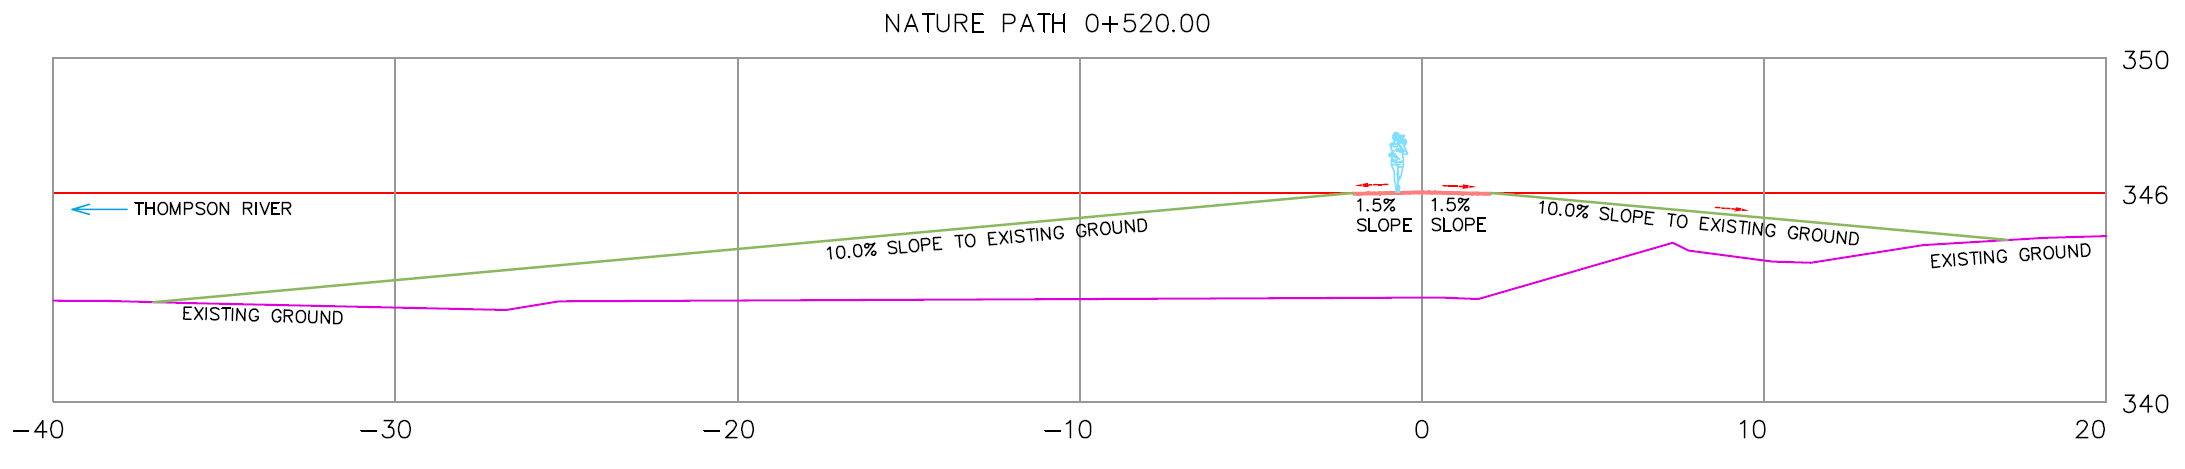 NATURE PATH 0+520.00
350
THOMPSON RIVER
346
1.5%
SLOPE
1.5%
SLOPE
10.0% SLOPE TO EXISTING GROUND
10.0% SLOPE TO EXISTING GROUND
EXISTING GROUND
EXISTING GROUND
340
-40
-30
-20
-10
0
10
20